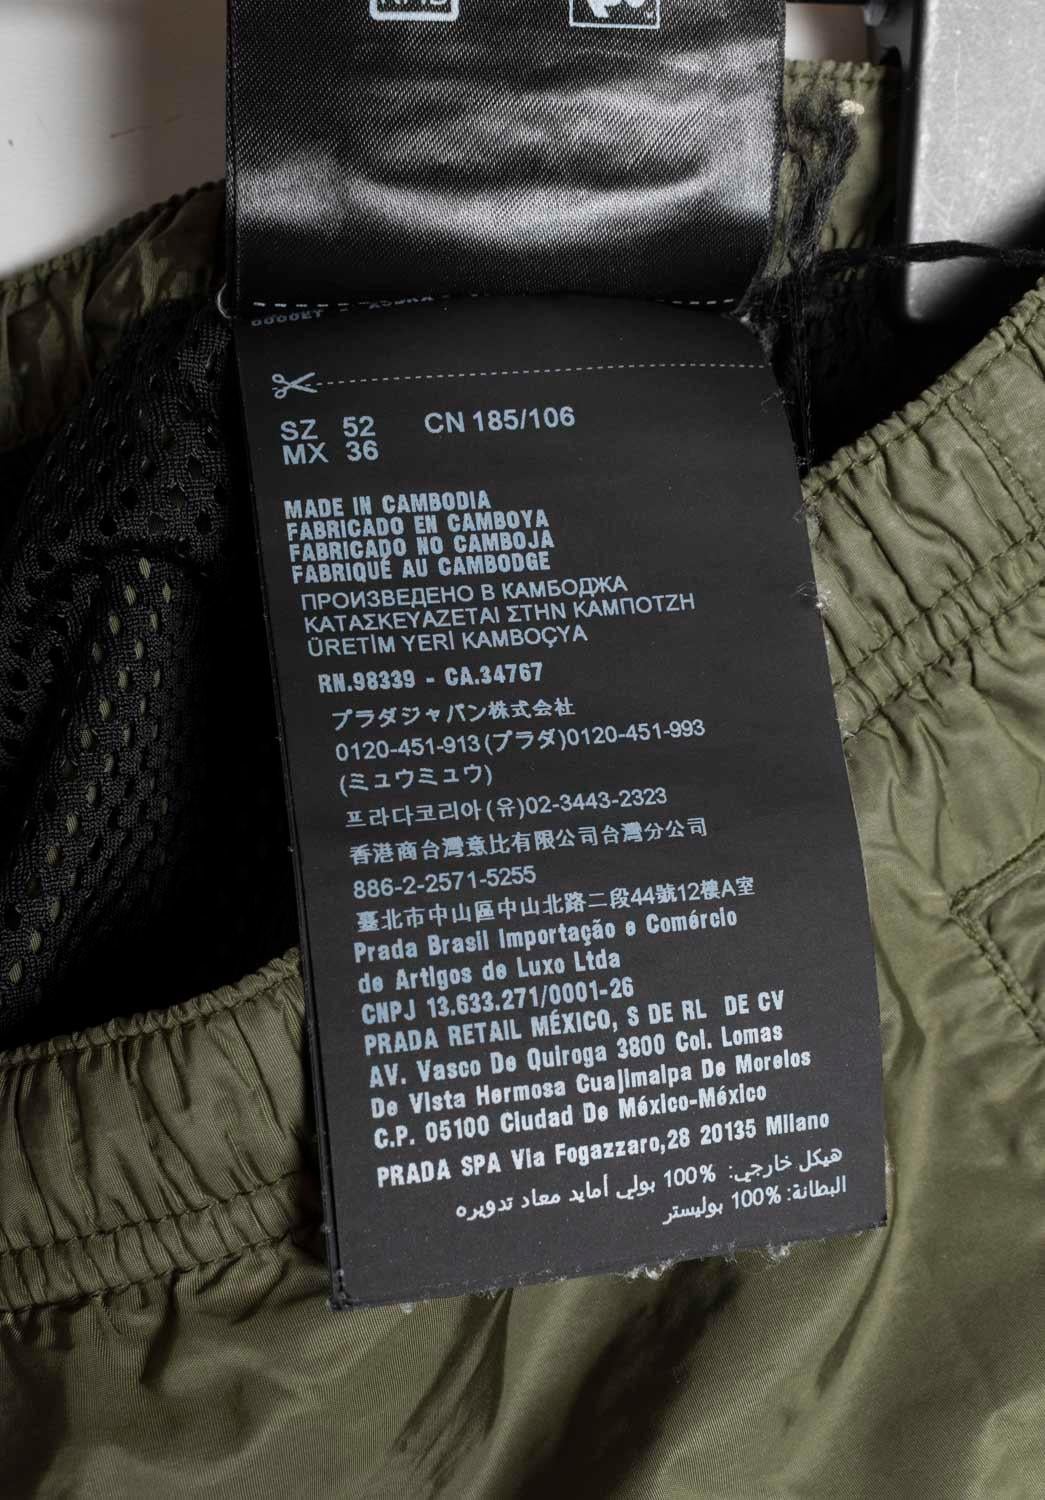 SZ 52 CN 185/106
MX 36
MADE IN CAMBODIA
FABRICADO EN CAMBOYA
FABRICADO NO CAMBOJA
FABRIQUÉ AU CAMBODGE
ПРОИЗВЕДЕНО В КАМБОДЖА
ΚΑΤΑΣΚΕΥΑΖΕΤΑΙ ΣΤΗΝ ΚΑΜΠΟΤΖΗ
ÜRETİM YERİ KAMBOÇYA
RN.98339 - CA.34767
プラダジャパン株式会社
0120-451-913(プラダ)0120-451-993
(ミュウミュウ)
프라다코리아(유)02-3443-2323
香港商台灣意比有限公司台灣分公司
886-2-2571-5255
臺北市中山區中山北路二段44號12樓A室
Prada Brasil Importação e Comércio
de Artigos de Luxo Ltda
CNPJ 13.633.271/0001-26
PRADA RETAIL MÉXICO, S DE RL DE CV
AV. Vasco De Quiroga 3800 Col. Lomas
De Vista Hermosa Cuajimalpa De Morelos
C.P. 05100 Ciudad De México-México
PRADA SPA Via Fogazzaro,28 20135 Milano
هيكل خارجي: %100 بولي أمايد معاد تدويره
البطانة: %100 بوليستر